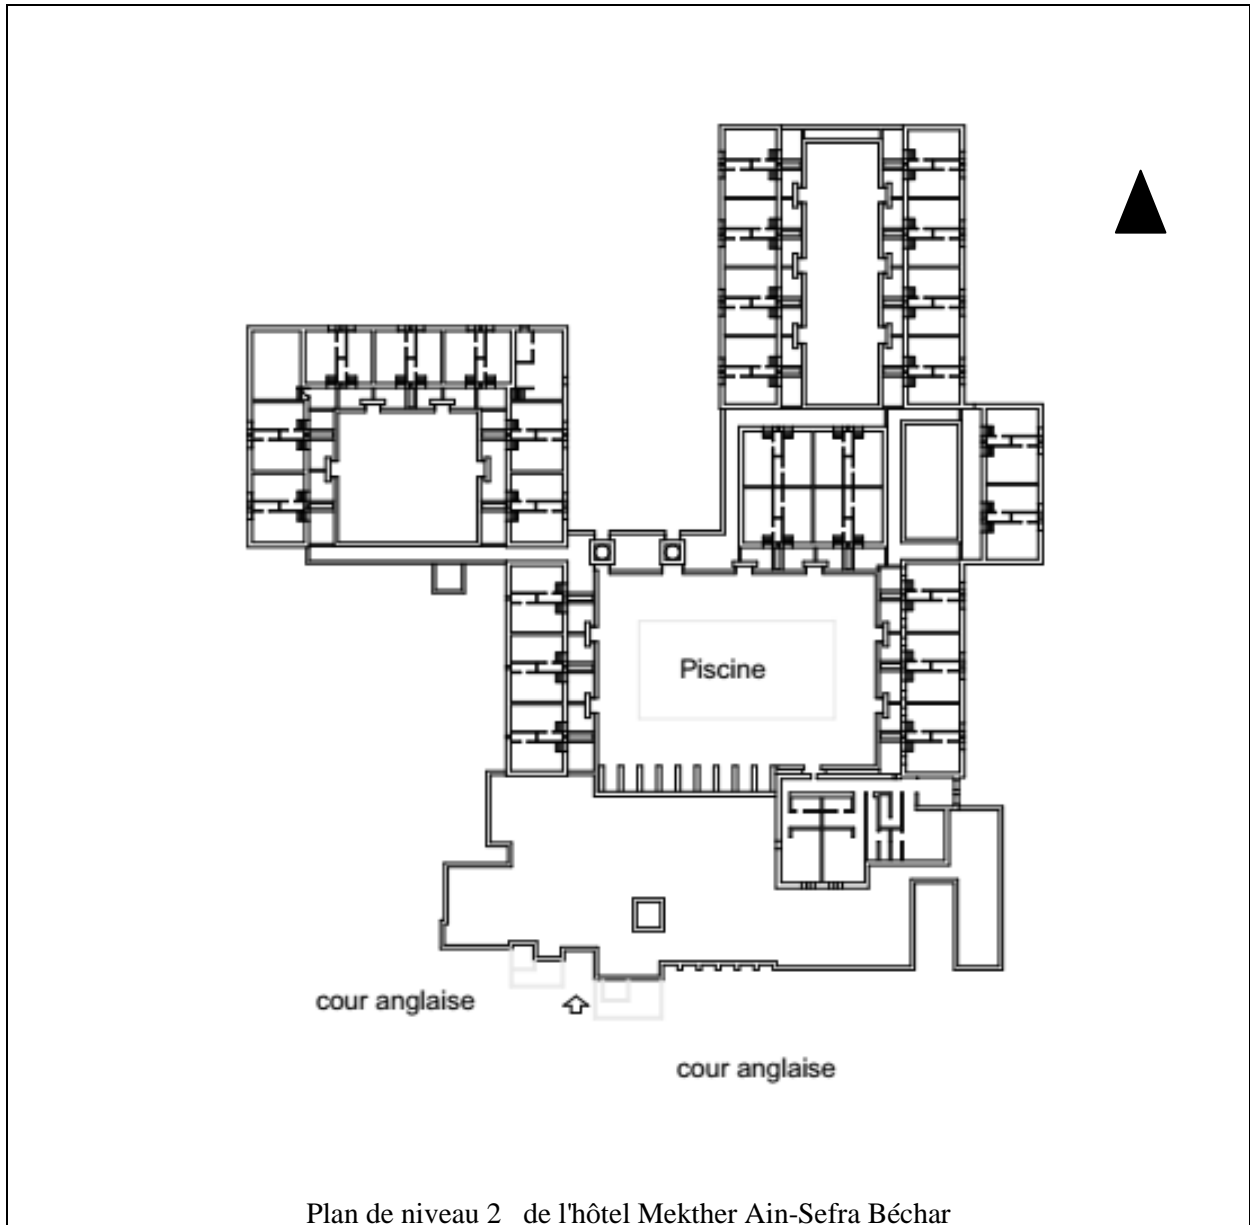 Piscine
cour anglaise
cour anglaise
Plan de niveau 2 de l'hôtel Mekther Ain-Sefra Béchar